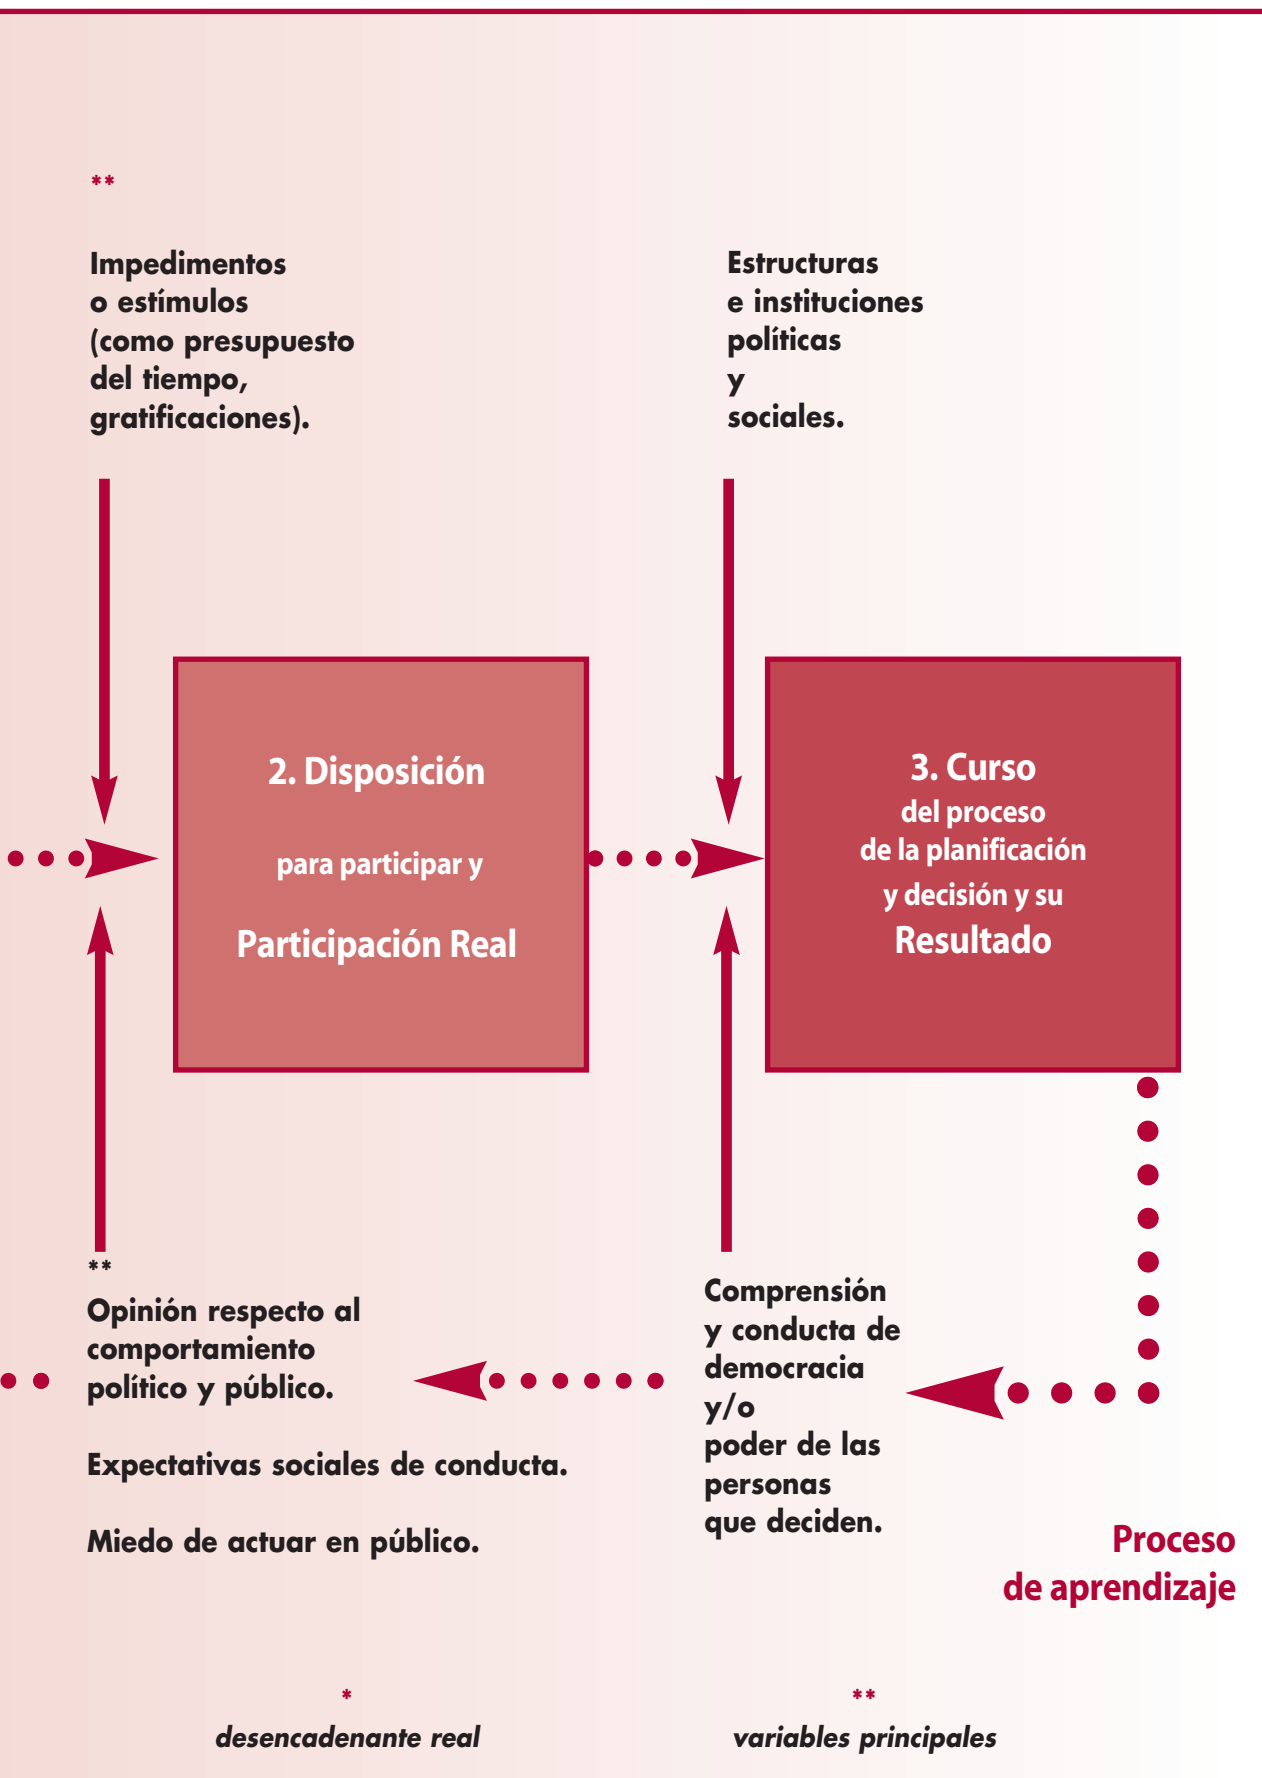 **
Impedimentos
o estímulos
(como presupuesto
del tiempo,
gratificaciones).
Estructuras
e instituciones
políticas
y
sociales.
2. Disposición
para participar y
Participación Real
3. Curso
del proceso
de la planificación
y decisión y su
Resultado
**
Opinión respecto al
comportamiento
político y público.
Expectativas sociales de conducta.
Miedo de actuar en público.
Comprensión
y conducta de
democracia
y/o
poder de las
personas
que deciden.
Proceso
de aprendizaje
*
desencadenante real
**
variables principales